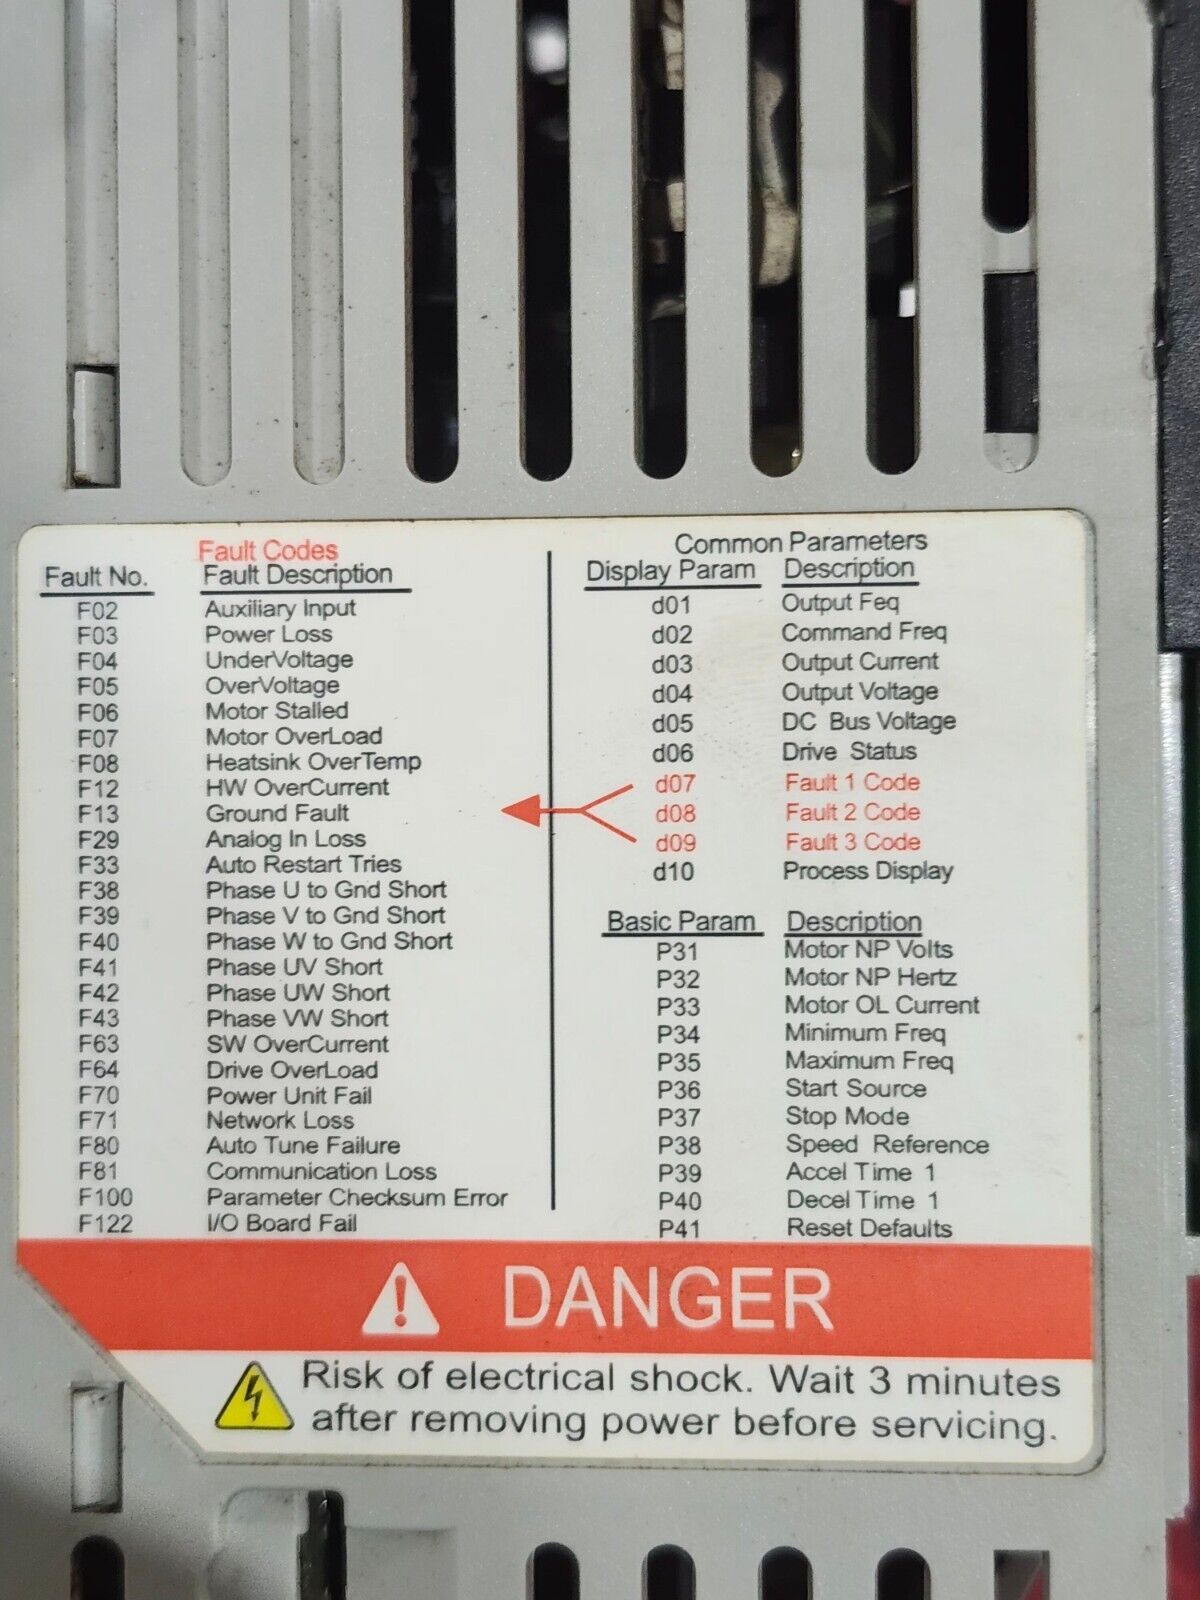 Fault Codes
Fault No. Fault Description
F02 Auxiliary Input
F03 Power Loss
F04 UnderVoltage
F05 OverVoltage
F06 Motor Stalled
F07 Motor OverLoad
F08 Heatsink OverTemp
F12 HW OverCurrent
F13 Ground Fault
F29 Analog In Loss
F33 Auto Restart Tries
F38 Phase U to Gnd Short
F39 Phase V to Gnd Short
F40 Phase W to Gnd Short
F41 Phase UV Short
F42 Phase UW Short
F43 Phase VW Short
F63 SW OverCurrent
F64 Drive OverLoad
F70 Power Unit Fail
F71 Network Loss
F80 Auto Tune Failure
F81 Communication Loss
F100 Parameter Checksum Error
F122 I/O Board Fail
Common Parameters
Display Param Description
d01 Output Feq
d02 Command Freq
d03 Output Current
d04 Output Voltage
d05 DC Bus Voltage
d06 Drive Status
d07 Fault 1 Code
d08 Fault 2 Code
d09 Fault 3 Code
d10 Process Display
Basic Param Description
P31 Motor NP Volts
P32 Motor NP Hertz
P33 Motor OL Current
P34 Minimum Freq
P35 Maximum Freq
P36 Start Source
P37 Stop Mode
P38 Speed Reference
P39 Accel Time 1
P40 Decel Time 1
P41 Reset Defaults
DANGER
Risk of electrical shock. Wait 3 minutes
after removing power before servicing.